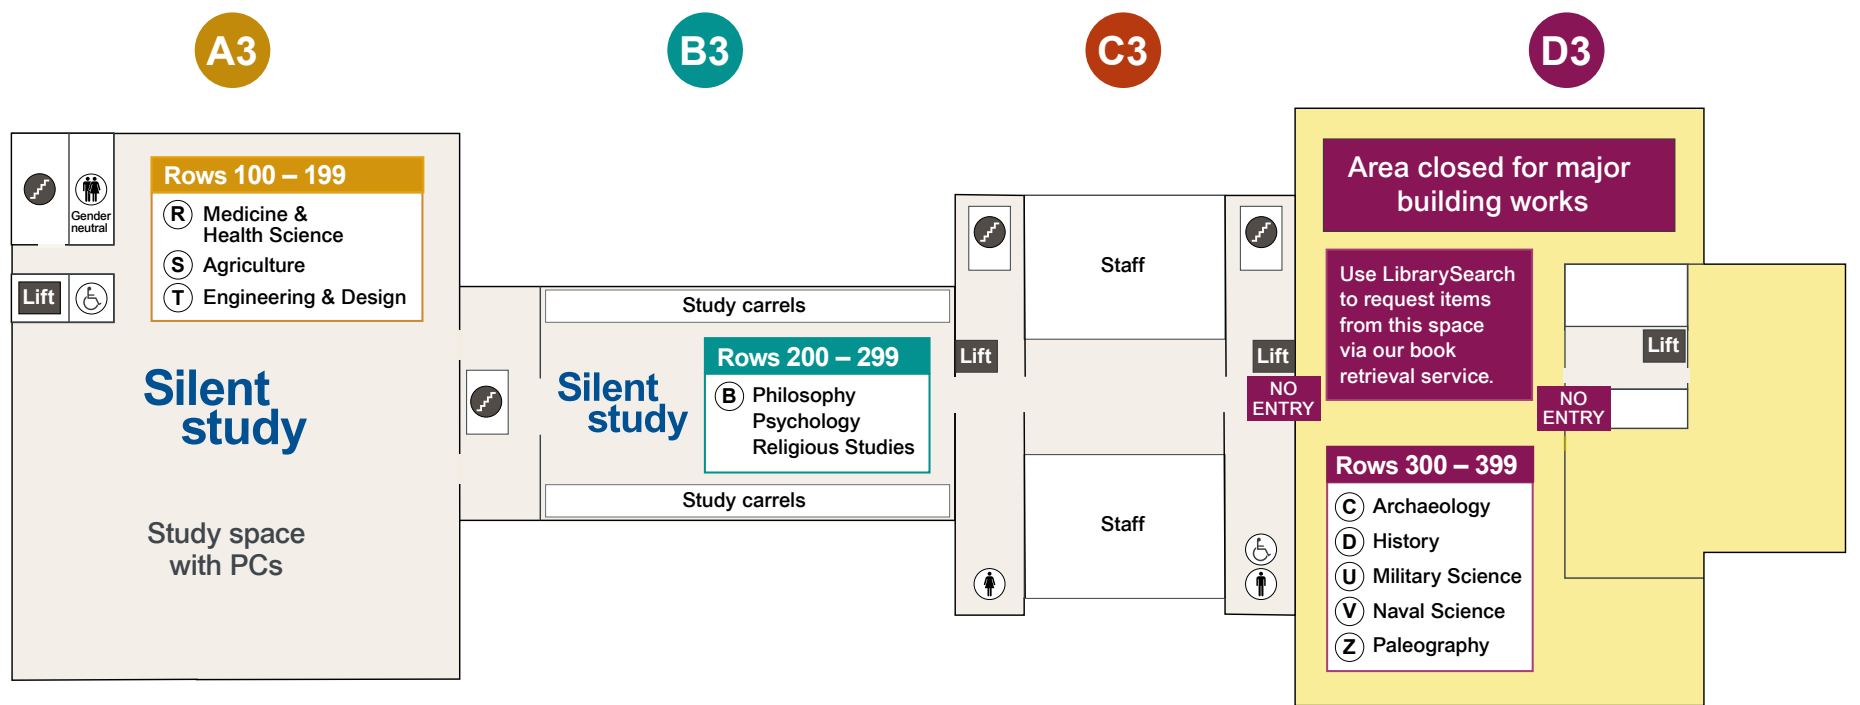 A3
B3
C3
D3
Gender
neutral
Lift
Rows 100 – 199
R Medicine &
Health Science
S Agriculture
T Engineering & Design
Silent
study
Study space
with PCs
Study carrels
Silent
study
Rows 200 – 299
B Philosophy
Psychology
Religious Studies
Study carrels
Lift
Staff
Staff
Lift
NO
ENTRY
Area closed for major
building works
Use LibrarySearch
to request items
from this space
via our book
retrieval service.
Lift
NO
ENTRY
Rows 300 – 399
C Archaeology
D History
U Military Science
V Naval Science
Z Paleography